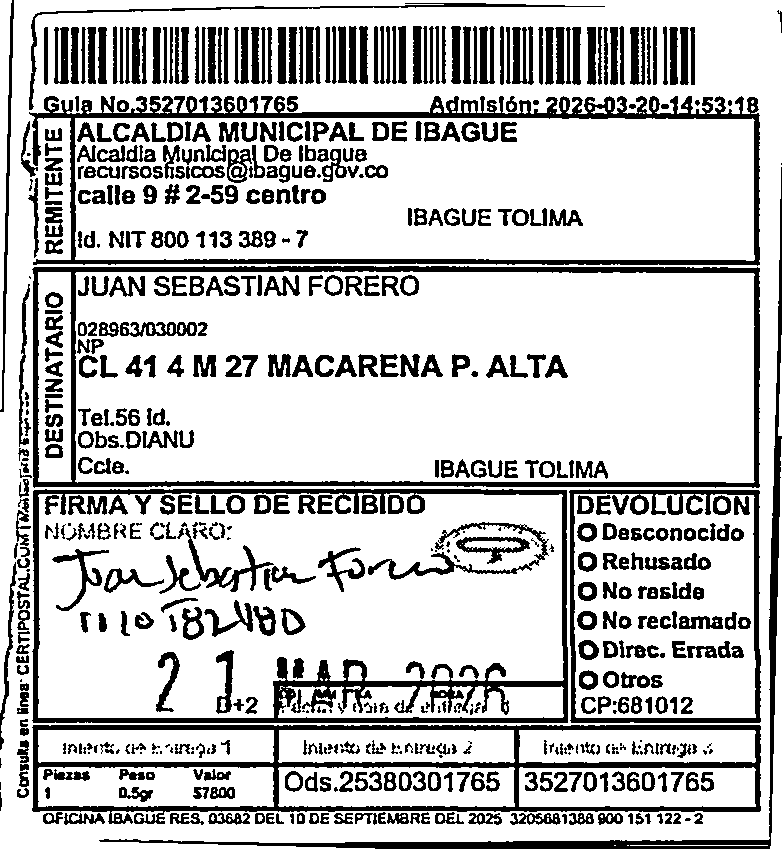 Guia No.3527013601765
Admisión: 2026-03-20-14:53:18
REMITENTE
ALCALDIA MUNICIPAL DE IBAGUE
Alcaldia Municipal De Ibague
recursosfisicos@ibague.gov.co
calle 9 # 2-59 centro
IBAGUE TOLIMA
Id. NIT 800 113 389 - 7
DESTINATARIO
JUAN SEBASTIAN FORERO
028963/030002
NP
CL 41 4 M 27 MACARENA P. ALTA
Tel.56 Id.
Obs.DIANU
Ccle.
IBAGUE TOLIMA
FIRMA Y SELLO DE RECIBIDO
NOMBRE CLARO:
Juan Sebastian Forero
21 MAR 2026
D+2
DEVOLUCION
Desconocido
Rehusado
No reside
No reclamado
Direc. Errada
Otros
CP:681012
Intento de Entrega 1
Intento de Entrega 2
Intento de Entrega 3
Piezas Peso Valor
1 0.5gr $7800
Ods.25380301765
3527013601765
Consulta en linea: CERTIPOSTAL.COM
OFICINA IBAGUE RES. 03682 DEL 10 DE SEPTIEMBRE DEL 2025 3205681388 900 151 122 - 2